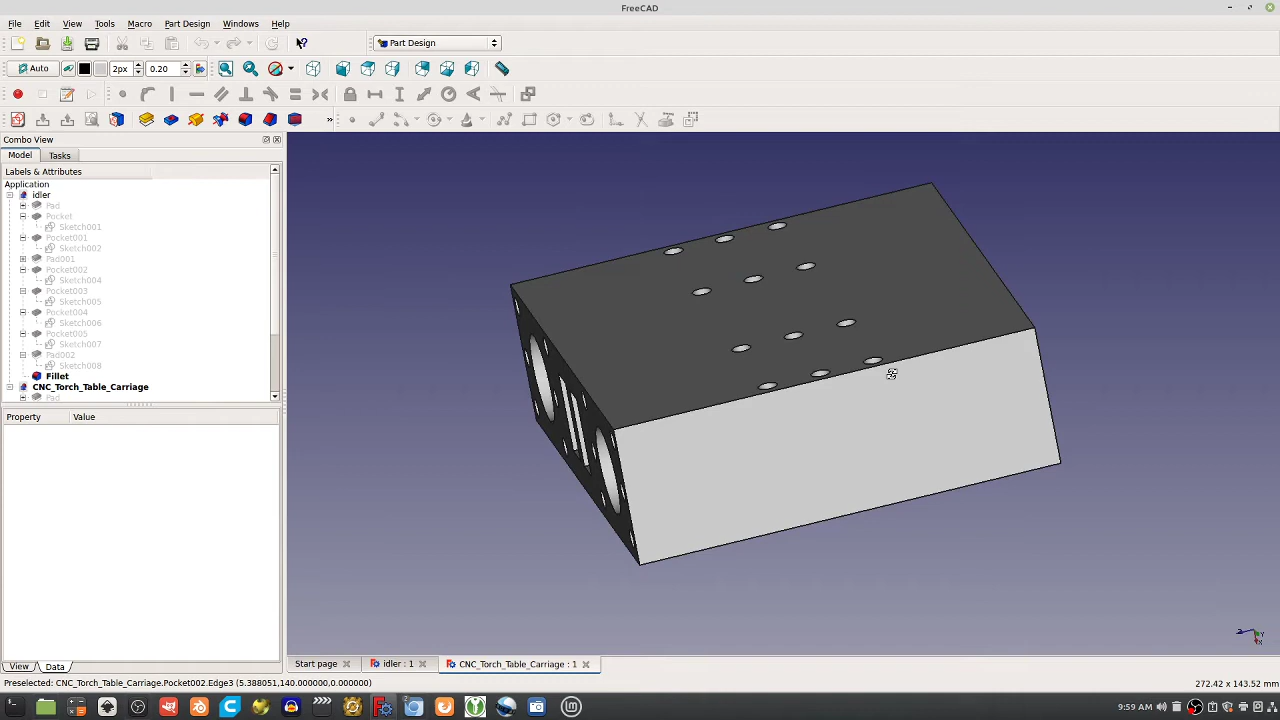 FreeCAD
File Edit View Tools Macro Part Design Windows Help
Part Design
Auto 2px 0.20
Combo View
Model Tasks
Labels & Attributes
Application
idler
Pad
Pocket
Sketch001
Pocket001
Sketch002
Pad001
Pocket002
Sketch004
Pocket003
Sketch005
Pocket004
Sketch006
Pocket005
Sketch007
Pad002
Sketch008
Fillet
CNC_Torch_Table_Carriage
Pad
Property Value
View Data
Start page idler : 1 CNC_Torch_Table_Carriage : 1
Preselected: CNC_Torch_Table_Carriage.Pocket002.Edge3 (5.388051,140.000000,0.000000)
272.42 x 143.52 mm
9:59 AM